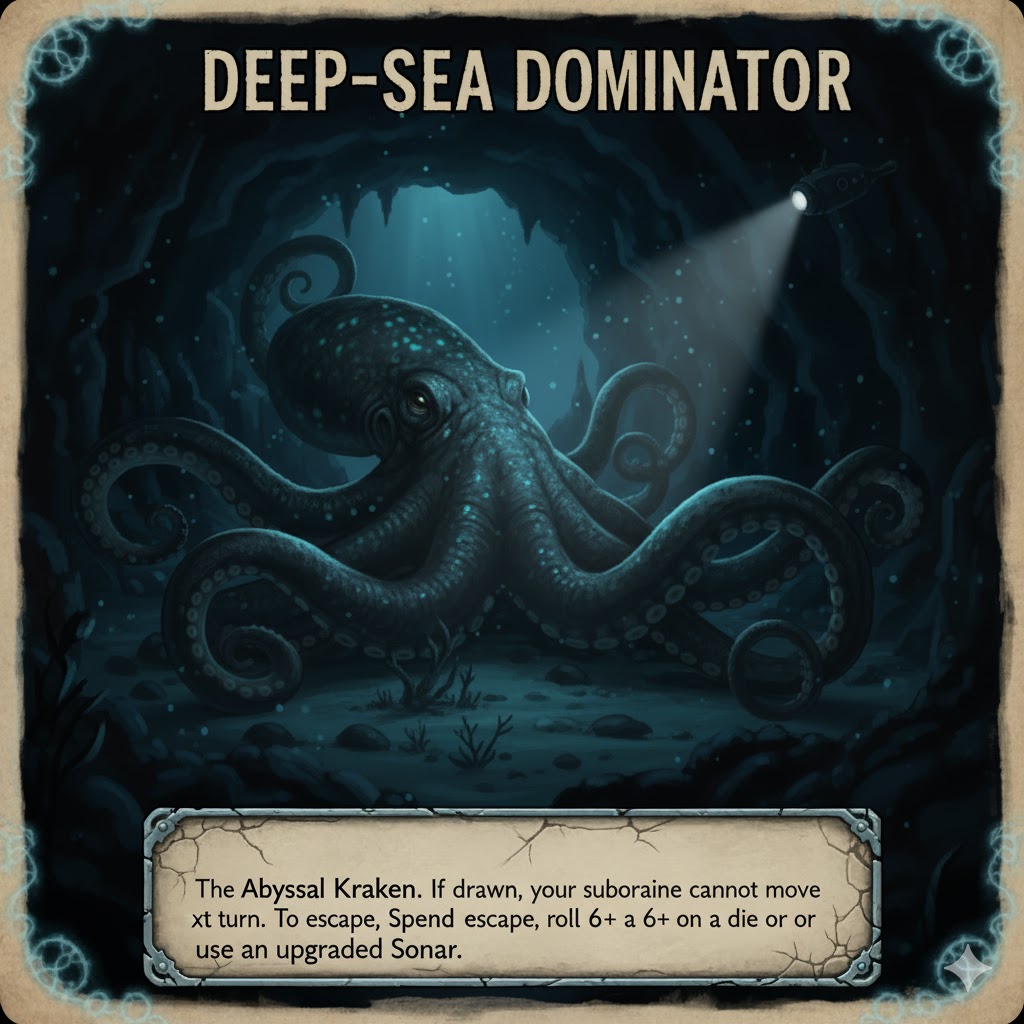 DEEP-SEA DOMINATOR
The Abyssal Kraken. If drawn, your suboraine cannot move
xt turn. To escape, Spend escape, roll 6+ a 6+ on a die or or
use an upgraded Sonar.